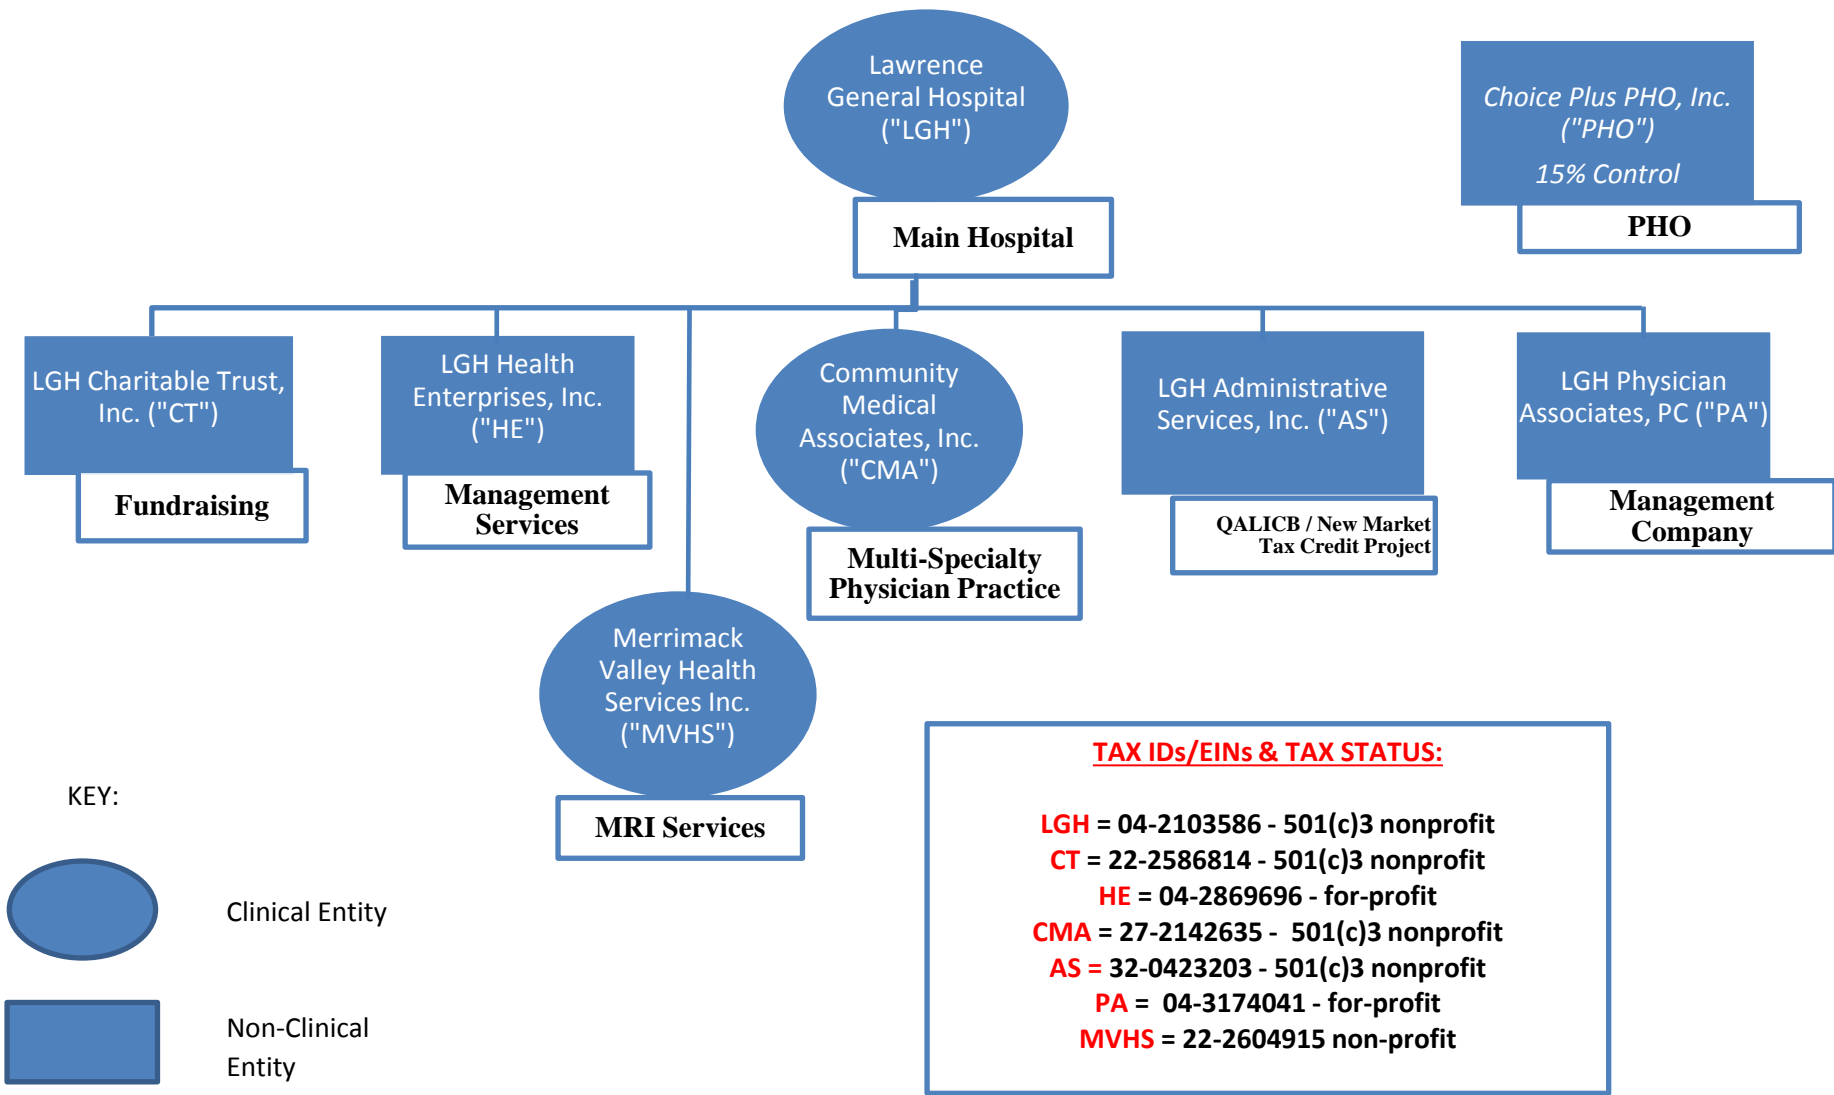 Lawrence
General Hospital
("LGH")
Main Hospital
Choice Plus PHO, Inc.
("PHO")
15% Control
PHO
LGH Charitable Trust,
Inc. ("CT")
Fundraising
LGH Health
Enterprises, Inc.
("HE")
Management
Services
Community
Medical
Associates, Inc.
("CMA")
Multi-Specialty
Physician Practice
LGH Administrative
Services, Inc. ("AS")
QALICB / New Market
Tax Credit Project
LGH Physician
Associates, PC ("PA")
Management
Company
Merrimack
Valley Health
Services Inc.
("MVHS")
MRI Services
KEY:
Clinical Entity
Non-Clinical
Entity
TAX IDs/EINs & TAX STATUS:
LGH = 04-2103586 - 501(c)3 nonprofit
CT = 22-2586814 - 501(c)3 nonprofit
HE = 04-2869696 - for-profit
CMA = 27-2142635 -  501(c)3 nonprofit
AS = 32-0423203 - 501(c)3 nonprofit
PA =  04-3174041 - for-profit
MVHS = 22-2604915 non-profit